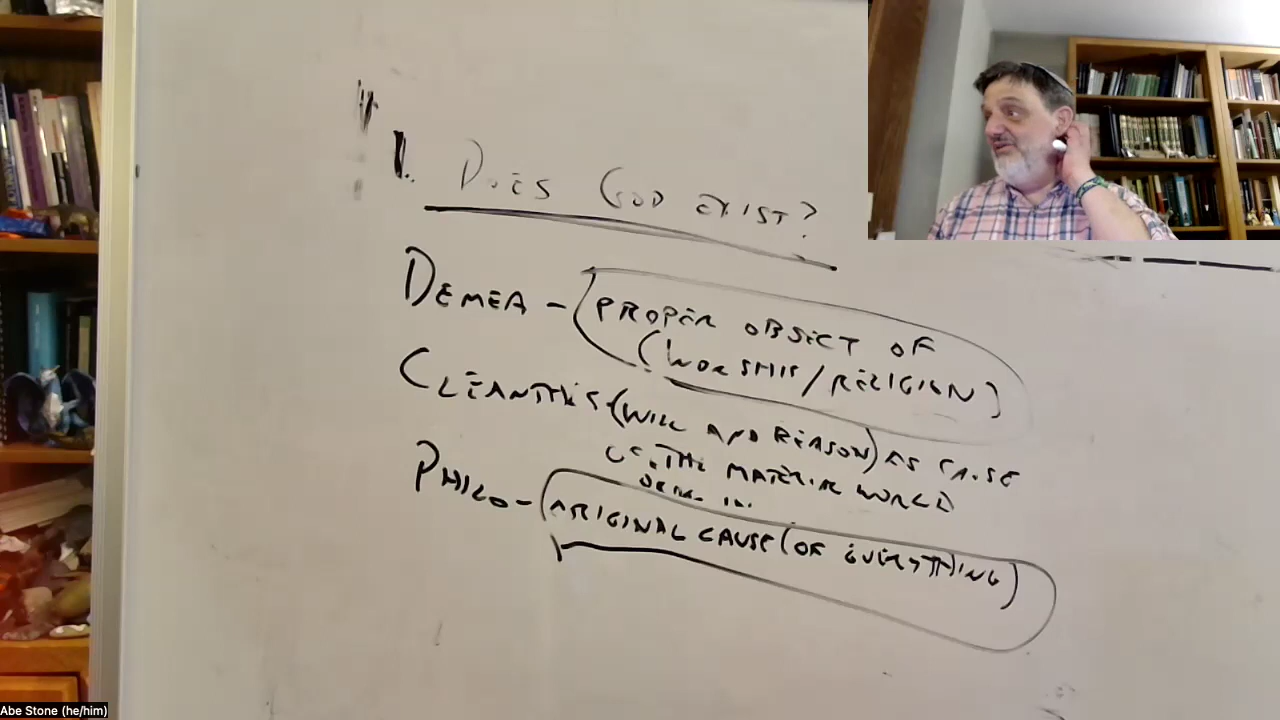 1. DOES GOD EXIST?
DEMEA - PROPER OBJECT OF
(WORSHIP/RELIGION)
CLEANTHES - (WILL AND REASON) AS CAUSE
OF THE MATERIAL WORLD
PHILO - ORIGINAL CAUSE (OF EVERYTHING)
Abe Stone (he/him)